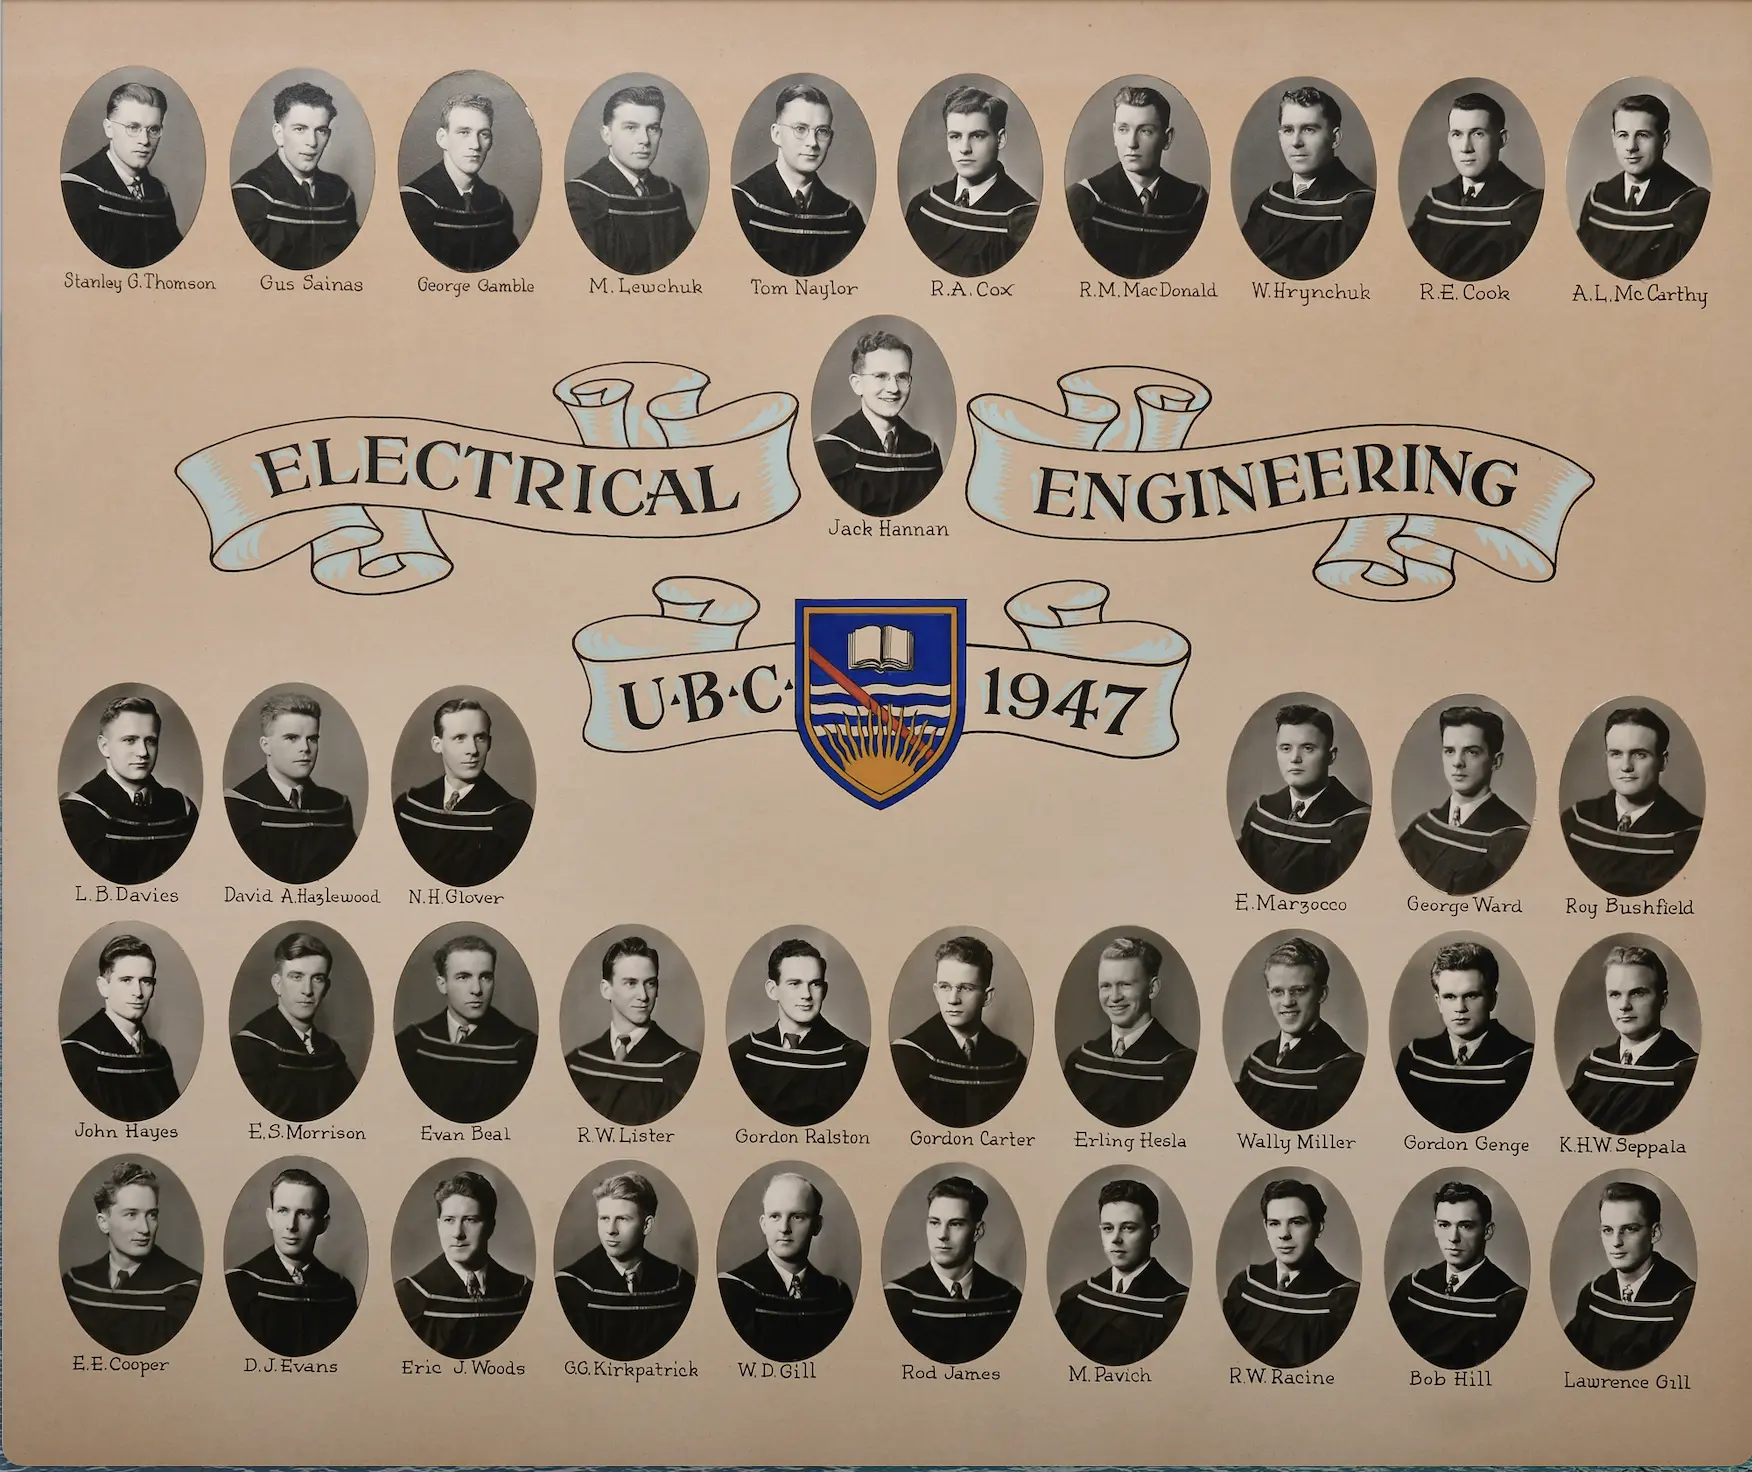 Stanley G. Thomson Gus Sainas George Gamble M. Lewchuk Tom Naylor R.A. Cox R.M. MacDonald W. Hrynchuk R.E. Cook A.L. McCarthy
ELECTRICAL ENGINEERING
Jack Hannan
U·B·C· 1947
L.B. Davies David A. Hazlewood N.H. Glover E. Marzocco George Ward Roy Bushfield
John Hayes E.S. Morrison Evan Beal R.W. Lister Gordon Ralston Gordon Carter Erling Hesla Wally Miller Gordon Genge K.H.W. Seppala
E.E. Cooper D.J. Evans Eric J. Woods G.G. Kirkpatrick W.D. Gill Rod James M. Pavich R.W. Racine Bob Hill Lawrence Gill